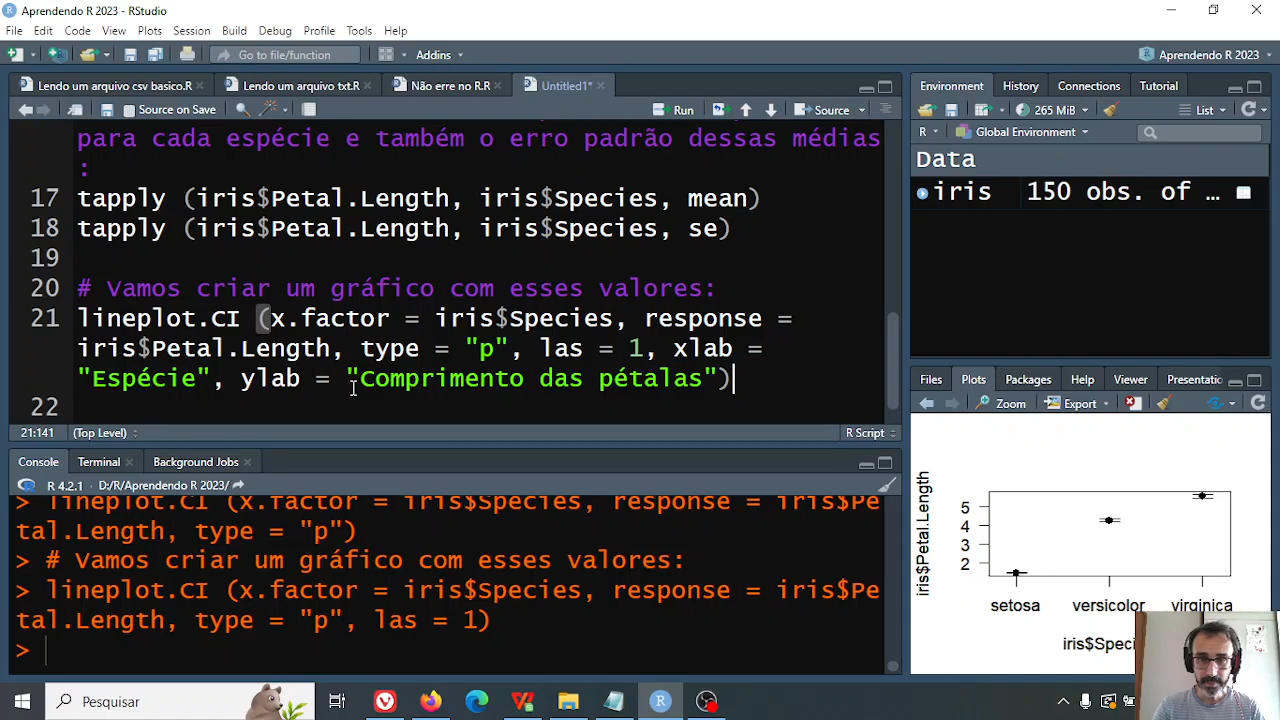 Aprendendo R 2023 - RStudio
File Edit Code View Plots Session Build Debug Profile Tools Help
Go to file/function Addins Aprendendo R 2023
Lendo um arquivo csv basico.R Lendo um arquivo txt.R Não erre no R.R Untitled1*
Source on Save Run Source
para cada espécie e também o erro padrão dessas médias
:
17 tapply (iris$Petal.Length, iris$Species, mean)
18 tapply (iris$Petal.Length, iris$Species, se)
19
20 # Vamos criar um gráfico com esses valores:
21 lineplot.CI (x.factor = iris$Species, response =
iris$Petal.Length, type = "p", las = 1, xlab =
"Espécie", ylab = "Comprimento das pétalas")
22
21:141 (Top Level) R Script
Console Terminal Background Jobs
R 4.2.1 · D:/R/Aprendendo R 2023/
> lineplot.CI (x.factor = iris$Species, response = iris$Pe
tal.Length, type = "p")
> # Vamos criar um gráfico com esses valores:
> lineplot.CI (x.factor = iris$Species, response = iris$Pe
tal.Length, type = "p", las = 1)
>
Environment History Connections Tutorial
265 MiB List
R Global Environment
Data
iris 150 obs. of …
Files Plots Packages Help Viewer Presentatic
Zoom Export
iris$Petal.Length
5
4
3
2
setosa versicolor virginica
iris$Spec
Pesquisar